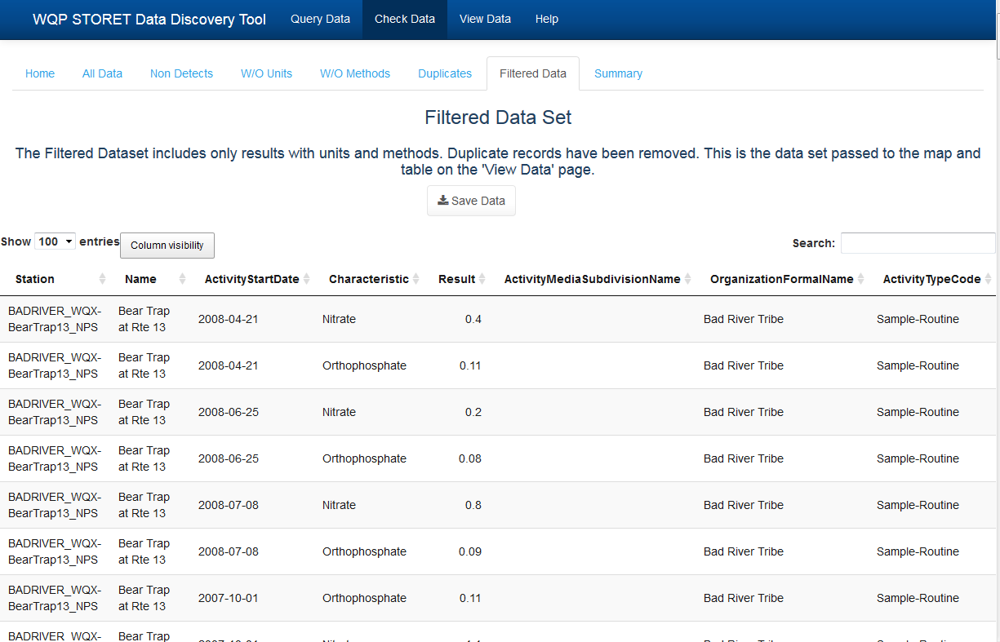 WQP STORET Data Discovery Tool Query Data Check Data View Data Help
Home All Data Non Detects W/O Units W/O Methods Duplicates Filtered Data Summary
Filtered Data Set
The Filtered Dataset includes only results with units and methods. Duplicate records have been removed. This is the data set passed to the map and
table on the 'View Data' page.
Save Data
Show 100 entries Column visibility Search:
Station Name ActivityStartDate Characteristic Result ActivityMediaSubdivisionName OrganizationFormalName ActivityTypeCode
BADRIVER_WQX- Bear Trap
2008-04-21 Nitrate 0.4 Bad River Tribe Sample-Routine
BearTrap13_NPS at Rte 13
BADRIVER_WQX- Bear Trap
2008-04-21 Orthophosphate 0.11 Bad River Tribe Sample-Routine
BearTrap13_NPS at Rte 13
BADRIVER_WQX- Bear Trap
2008-06-25 Nitrate 0.2 Bad River Tribe Sample-Routine
BearTrap13_NPS at Rte 13
BADRIVER_WQX- Bear Trap
2008-06-25 Orthophosphate 0.08 Bad River Tribe Sample-Routine
BearTrap13_NPS at Rte 13
BADRIVER_WQX- Bear Trap
2008-07-08 Nitrate 0.8 Bad River Tribe Sample-Routine
BearTrap13_NPS at Rte 13
BADRIVER_WQX- Bear Trap
2008-07-08 Orthophosphate 0.09 Bad River Tribe Sample-Routine
BearTrap13_NPS at Rte 13
BADRIVER_WQX- Bear Trap
2007-10-01 Orthophosphate 0.11 Bad River Tribe Sample-Routine
BearTrap13_NPS at Rte 13
BADRIVER_WQX- Bear Trap